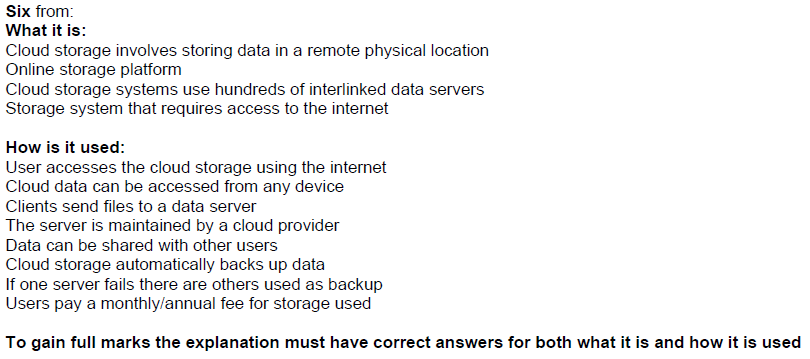 Six from:
What it is:
Cloud storage involves storing data in a remote physical location
Online storage platform
Cloud storage systems use hundreds of interlinked data servers
Storage system that requires access to the internet
How is it used:
User accesses the cloud storage using the internet
Cloud data can be accessed from any device
Clients send files to a data server
The server is maintained by a cloud provider
Data can be shared with other users
Cloud storage automatically backs up data
If one server fails there are others used as backup
Users pay a monthly/annual fee for storage used
To gain full marks the explanation must have correct answers for both what it is and how it is used